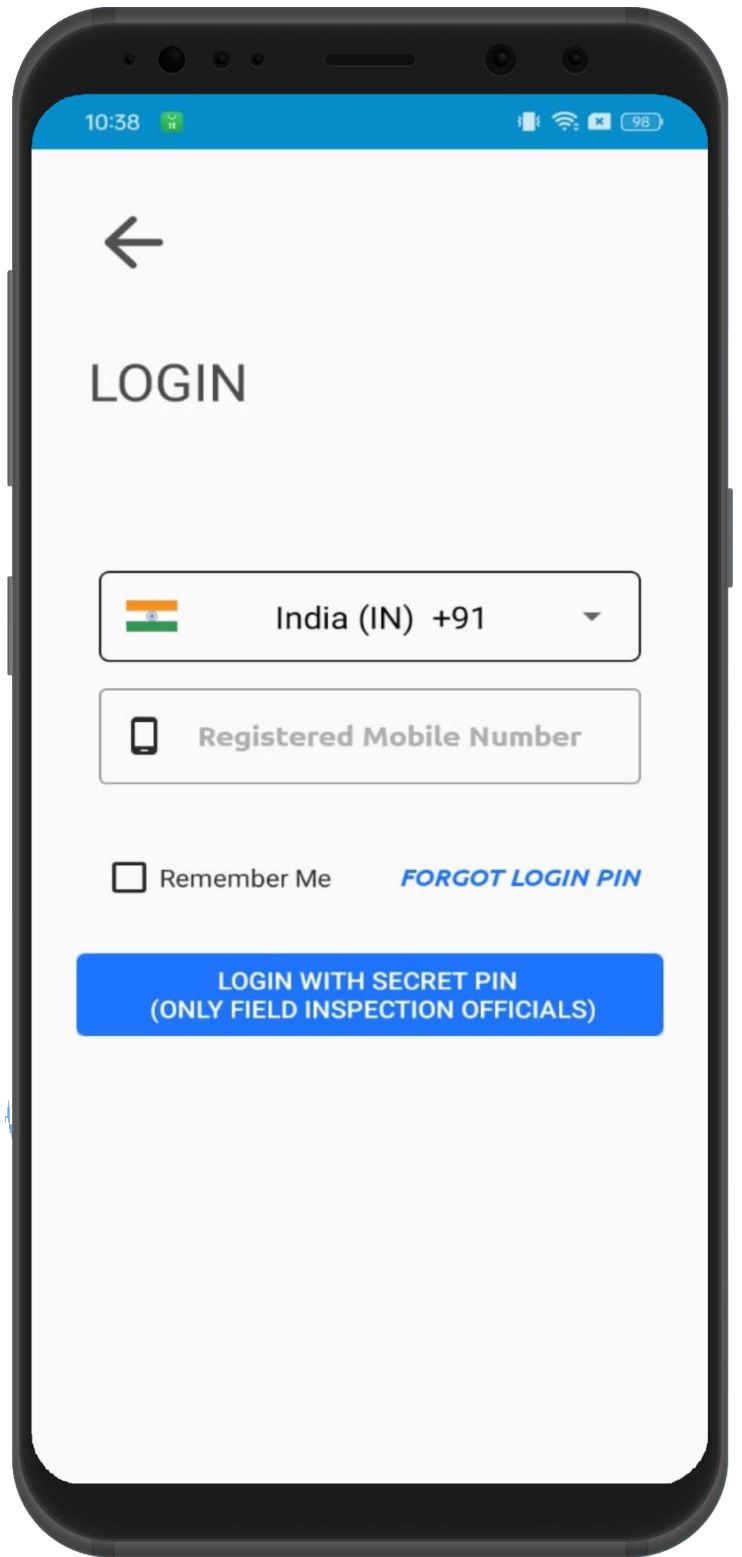 10:38
98
LOGIN
India (IN) +91
Registered Mobile Number
Remember Me
FORGOT LOGIN PIN
LOGIN WITH SECRET PIN
(ONLY FIELD INSPECTION OFFICIALS)